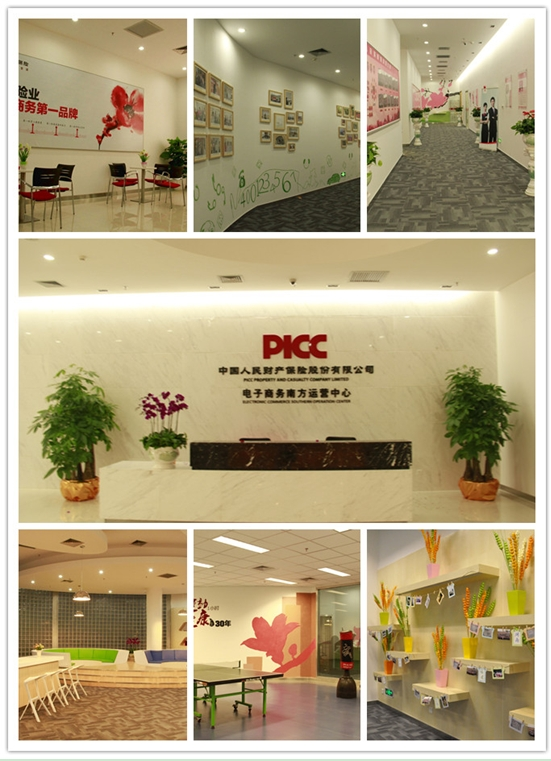 险业
商务第一品牌
4001234567
PICC
中国人民财产保险股份有限公司
PICC PROPERTY AND CASUALTY COMPANY LIMITED
电子商务南方运营中心
ELECTRONIC COMMERCE SOUTHERN OPERATION CENTER
康
30年